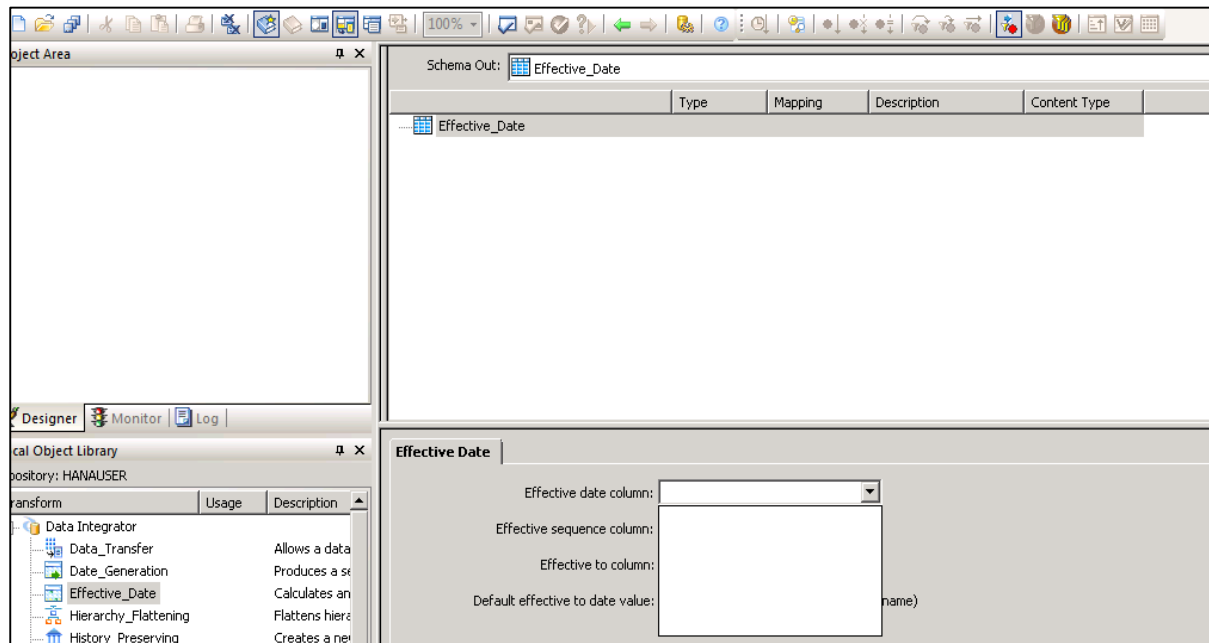 100%
oject Area
Schema Out: Effective_Date
Type Mapping Description Content Type
Effective_Date
Designer Monitor Log
cal Object Library
pository: HANAUSER
ransform Usage Description
Data Integrator
Data_Transfer Allows a data
Date_Generation Produces a se
Effective_Date Calculates an
Hierarchy_Flattening Flattens hiera
History_Preserving Creates a new
Effective Date
Effective date column:
Effective sequence column:
Effective to column:
Default effective to date value: name)